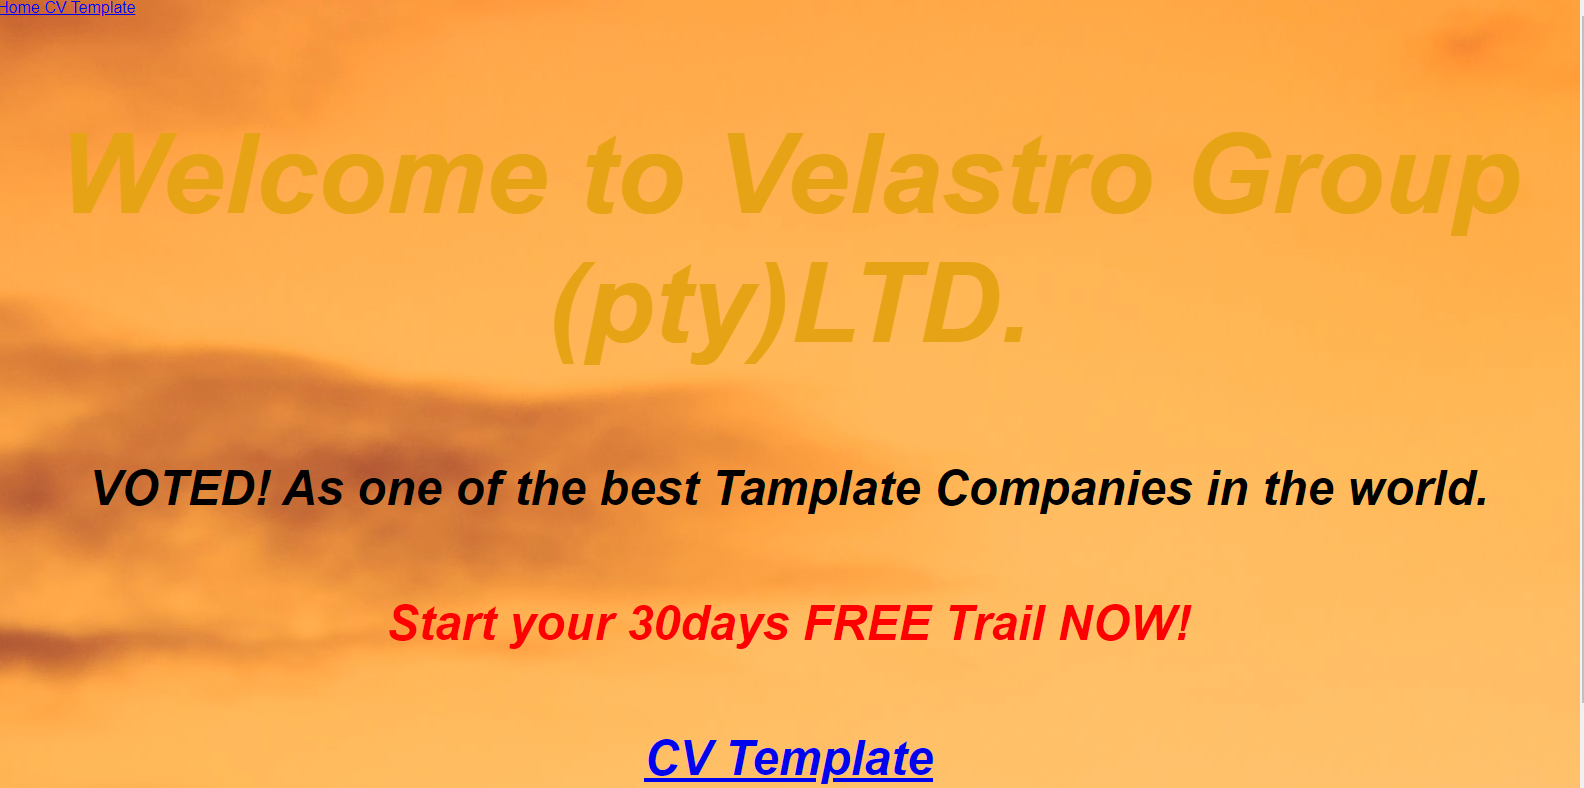 Home CV Template
Welcome to Velastro Group
(pty)LTD.
VOTED! As one of the best Tamplate Companies in the world.
Start your 30days FREE Trail NOW!
CV Template